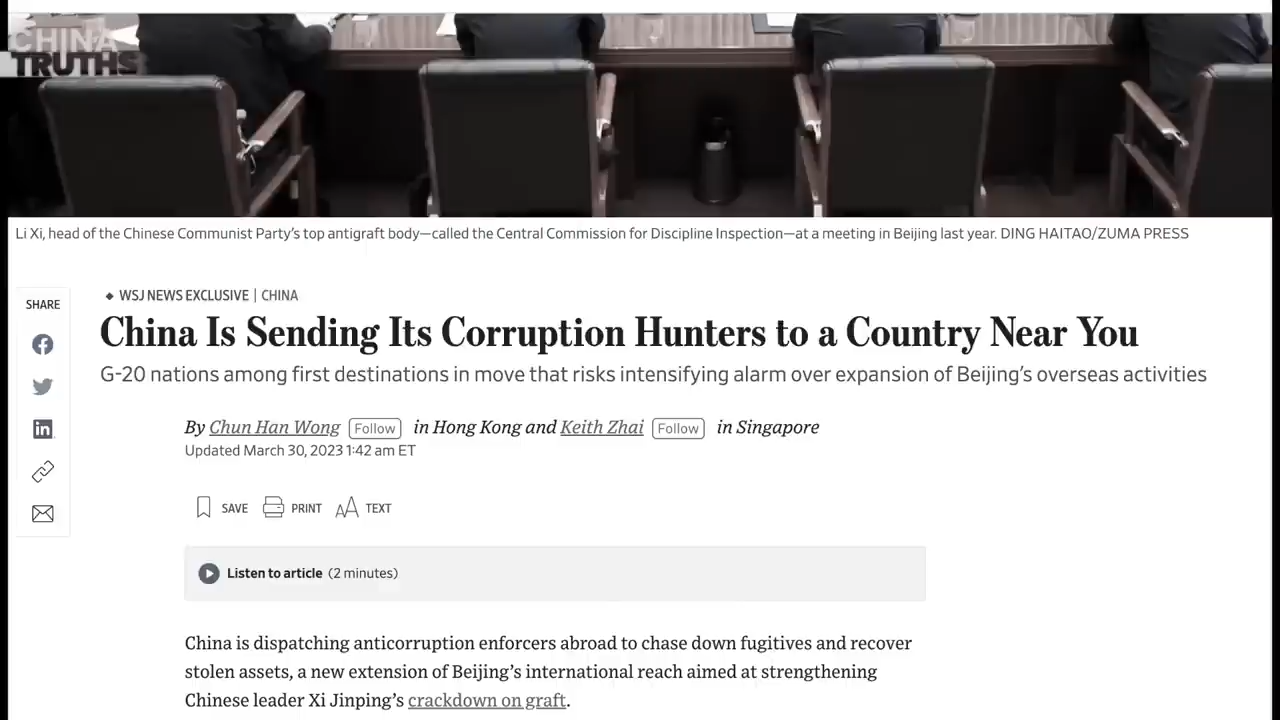 CHINA
TRUTHS
Li Xi, head of the Chinese Communist Party's top antigraft body—called the Central Commission for Discipline Inspection—at a meeting in Beijing last year. DING HAITAO/ZUMA PRESS
SHARE
◆ WSJ NEWS EXCLUSIVE | CHINA
China Is Sending Its Corruption Hunters to a Country Near You
G-20 nations among first destinations in move that risks intensifying alarm over expansion of Beijing's overseas activities
By Chun Han Wong Follow in Hong Kong and Keith Zhai Follow in Singapore
Updated March 30, 2023 1:42 am ET
SAVE PRINT AA TEXT
Listen to article (2 minutes)
China is dispatching anticorruption enforcers abroad to chase down fugitives and recover
stolen assets, a new extension of Beijing's international reach aimed at strengthening
Chinese leader Xi Jinping's crackdown on graft.